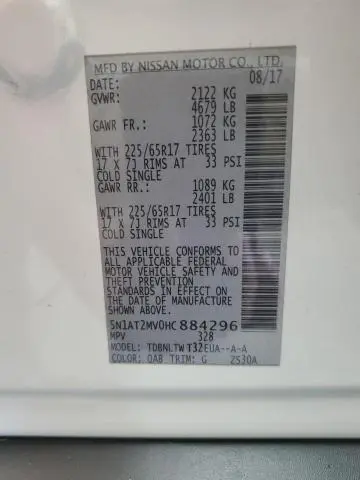 MFD BY NISSAN MOTOR CO., LTD.
DATE: 08/17
GVWR: 2122 KG
4679 LB
GAWR FR.: 1072 KG
2363 LB
WITH 225/65R17 TIRES
17 X 7J RIMS AT 33 PSI
COLD SINGLE
GAWR RR.: 1089 KG
2401 LB
WITH 225/65R17 TIRES
17 X 7J RIMS AT 33 PSI
COLD SINGLE
THIS VEHICLE CONFORMS TO
ALL APPLICABLE FEDERAL
MOTOR VEHICLE SAFETY AND
THEFT PREVENTION
STANDARDS IN EFFECT ON
THE DATE OF MANUFACTURE
SHOWN ABOVE.
5N1AT2MV0HC884296
MPV 328
MODEL: TDBNLTWT32EUA--A-A
COLOR: QAB TRIM: G ZS30A